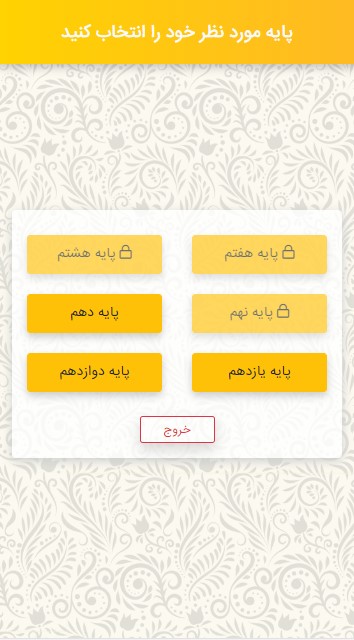 پایه مورد نظر خود را انتخاب کنید
پایه هفتم
پایه هشتم
پایه نهم
پایه دهم
پایه یازدهم
پایه دوازدهم
خروج